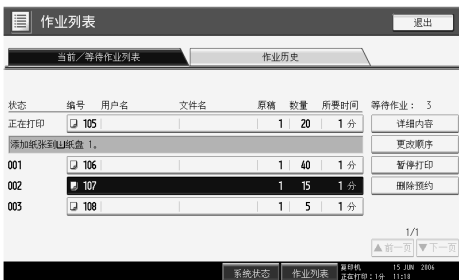 作业列表 退出
当前/等待作业列表 作业历史
状态 编号 用户名 文件名 原稿 数量 所要时间 等待作业: 3
正在打印 105 1 20 1 分 详细内容
添加纸张到纸盘 1。 更改顺序
001 106 1 40 1 分 暂停打印
002 107 1 15 1 分 删除预约
003 108 1 5 1 分
1/1
▲前一页 ▼下一页
系统状态 作业列表 复印机 15 JUN 2006
正在打印:1分 11:18